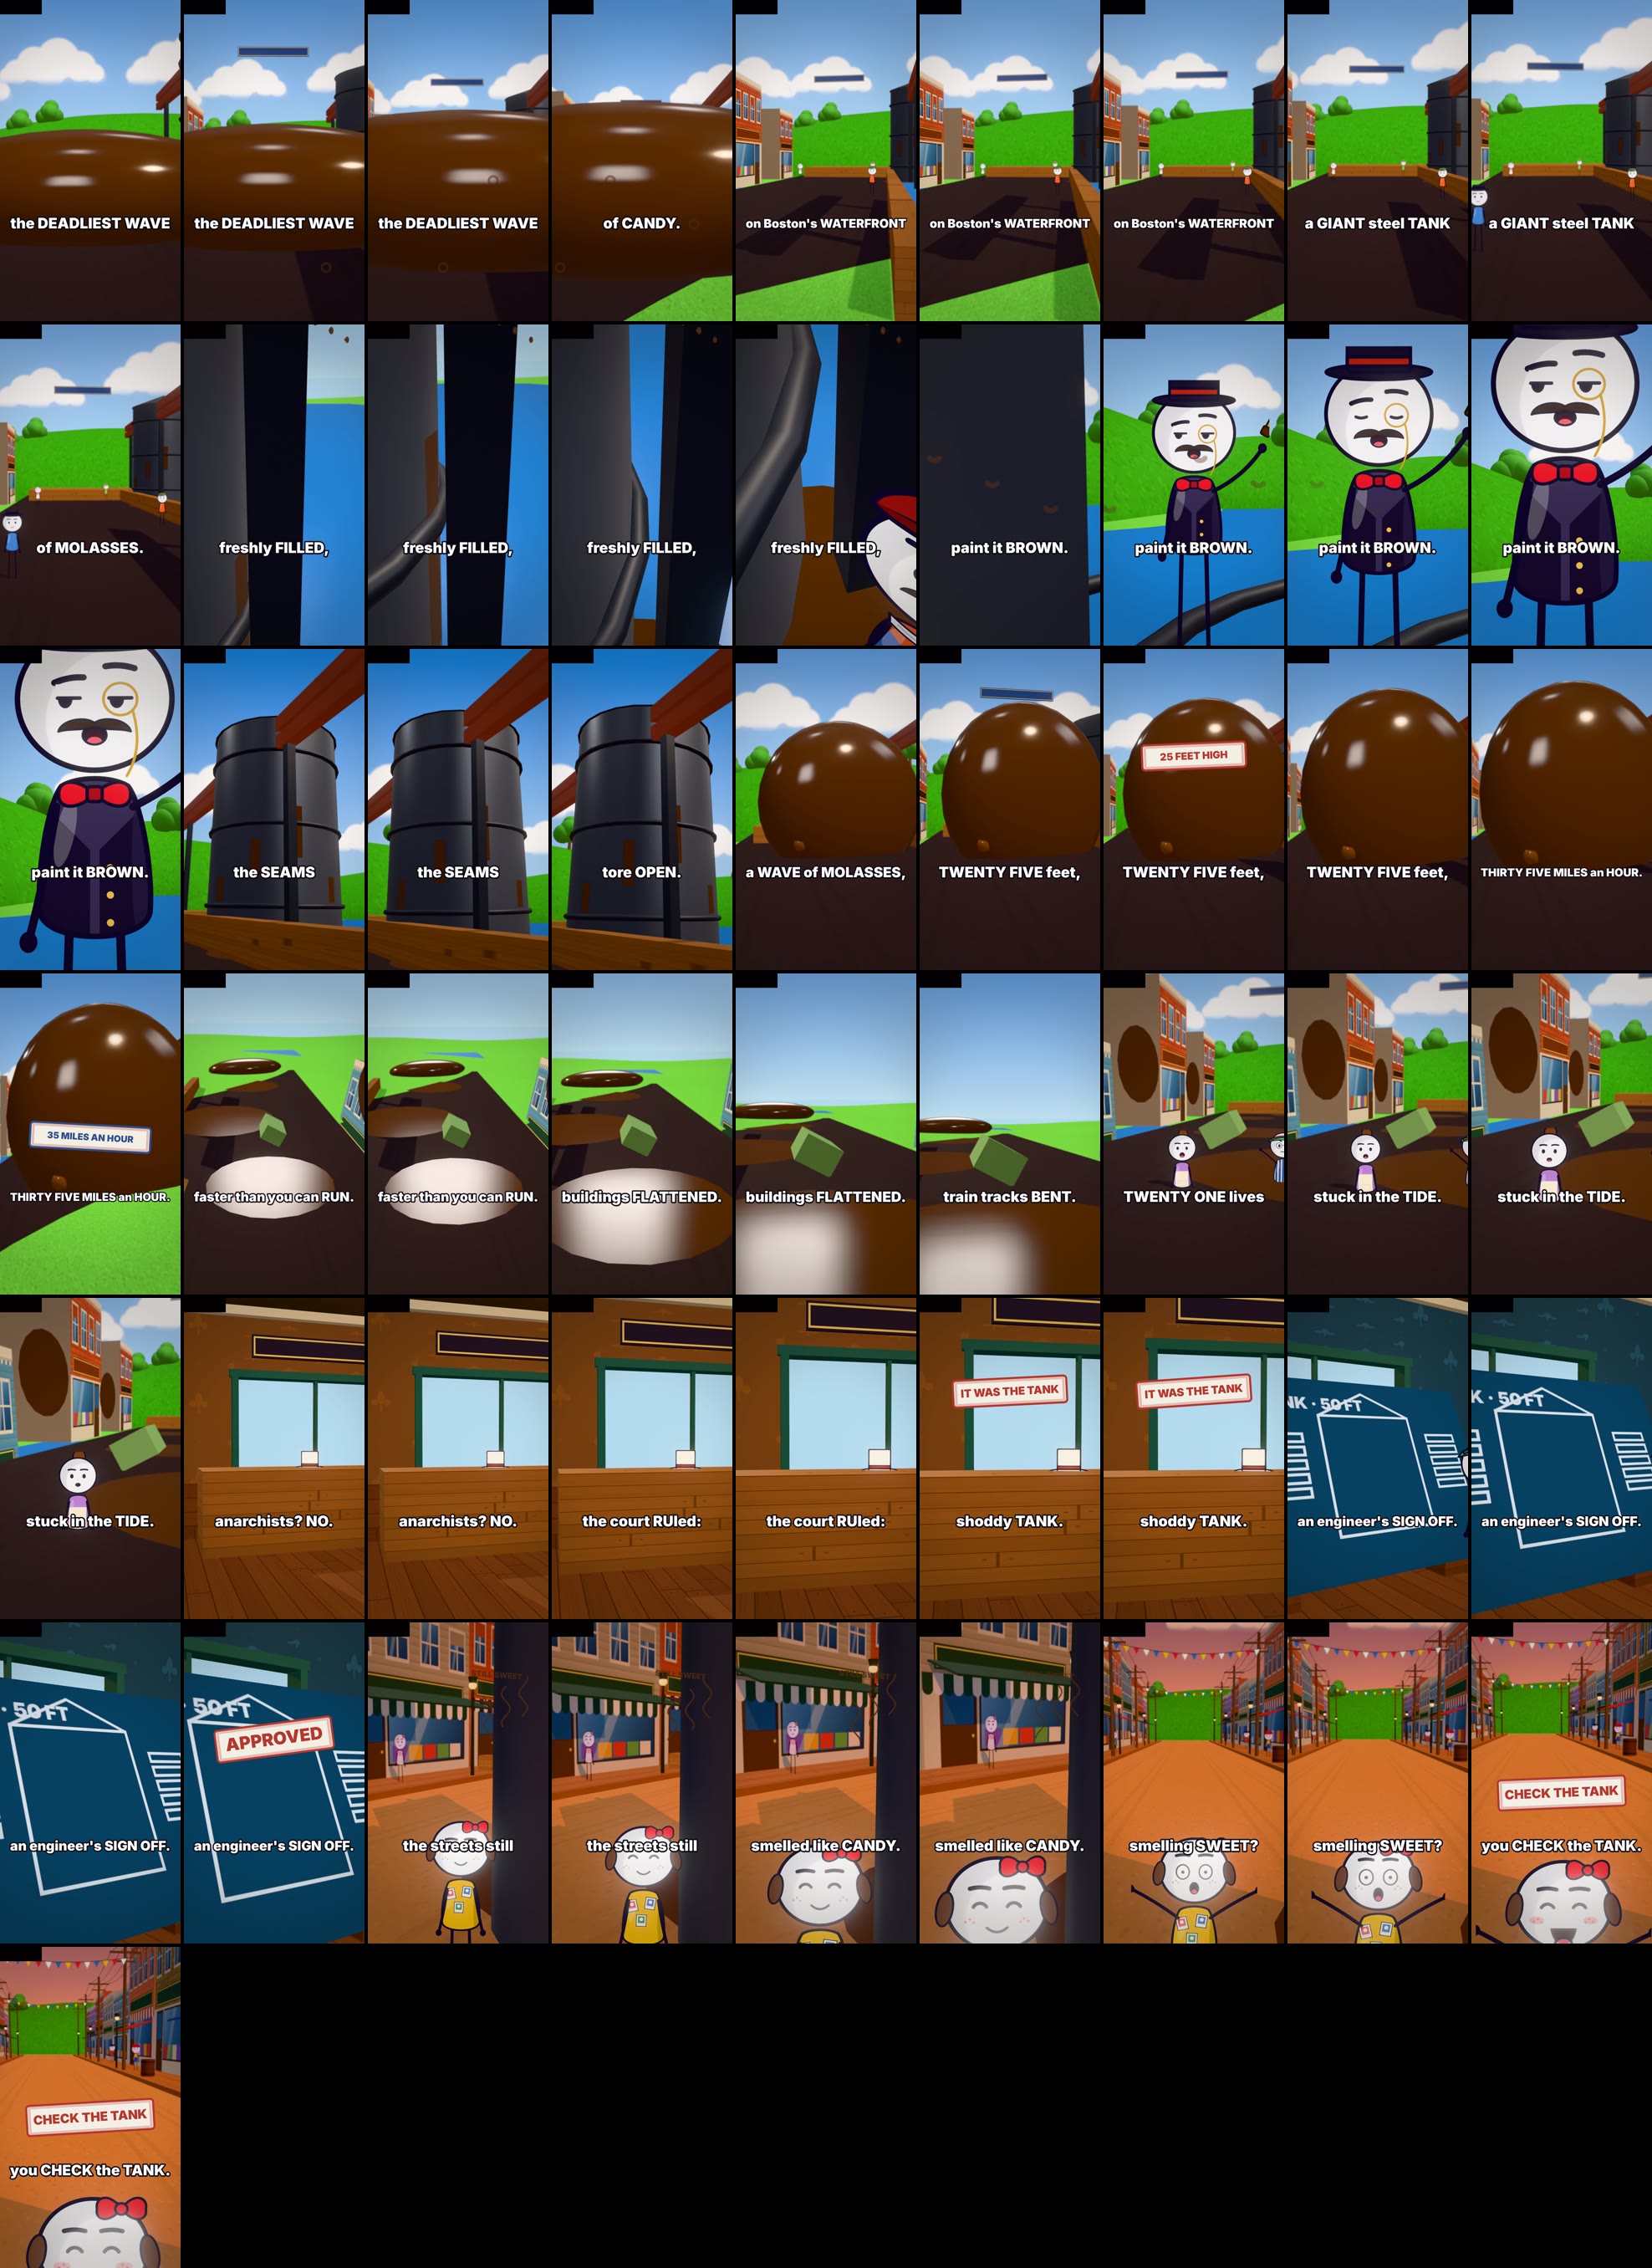 the DEADLIEST WAVE
the DEADLIEST WAVE
the DEADLIEST WAVE
of CANDY.
on Boston's WATERFRONT
on Boston's WATERFRONT
on Boston's WATERFRONT
a GIANT steel TANK
a GIANT steel TANK
of MOLASSES.
freshly FILLED,
freshly FILLED,
freshly FILLED,
freshly FILLED,
paint it BROWN.
paint it BROWN.
paint it BROWN.
paint it BROWN.
paint it BROWN.
the SEAMS
the SEAMS
tore OPEN.
a WAVE of MOLASSES,
TWENTY FIVE feet,
25 FEET HIGH
TWENTY FIVE feet,
TWENTY FIVE feet,
THIRTY FIVE MILES an HOUR.
35 MILES AN HOUR
THIRTY FIVE MILES an HOUR.
faster than you can RUN.
faster than you can RUN.
buildings FLATTENED.
buildings FLATTENED.
train tracks BENT.
TWENTY ONE lives
stuck in the TIDE.
stuck in the TIDE.
stuck in the TIDE.
anarchists? NO.
anarchists? NO.
the court RUled:
the court RUled:
IT WAS THE TANK
shoddy TANK.
IT WAS THE TANK
shoddy TANK.
NK · 50 FT
an engineer's SIGN OFF.
K · 50 FT
an engineer's SIGN OFF.
· 50 FT
an engineer's SIGN OFF.
50 FT
APPROVED
an engineer's SIGN OFF.
the streets still
the streets still
smelled like CANDY.
smelled like CANDY.
smelling SWEET?
smelling SWEET?
CHECK THE TANK
you CHECK the TANK.
CHECK THE TANK
you CHECK the TANK.